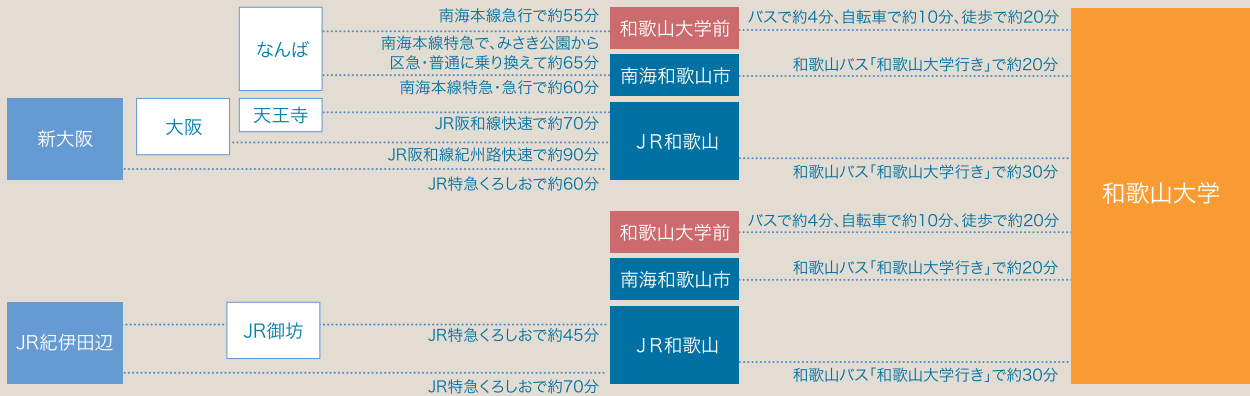 南海本線急行で約55分
和歌山大学前
バスで約4分、自転車で約10分、徒歩で約20分
なんば
南海本線特急で、みさき公園から
区急・普通に乗り換えて約65分
南海和歌山市
和歌山バス「和歌山大学行き」で約20分
南海本線特急・急行で約60分
新大阪
大阪
天王寺
JR阪和線快速で約70分
JR和歌山
JR阪和線紀州路快速で約90分
和歌山バス「和歌山大学行き」で約30分
JR特急くろしおで約60分
和歌山大学
和歌山大学前
バスで約4分、自転車で約10分、徒歩で約20分
南海和歌山市
和歌山バス「和歌山大学行き」で約20分
JR紀伊田辺
JR御坊
JR特急くろしおで約45分
JR和歌山
和歌山バス「和歌山大学行き」で約30分
JR特急くろしおで約70分